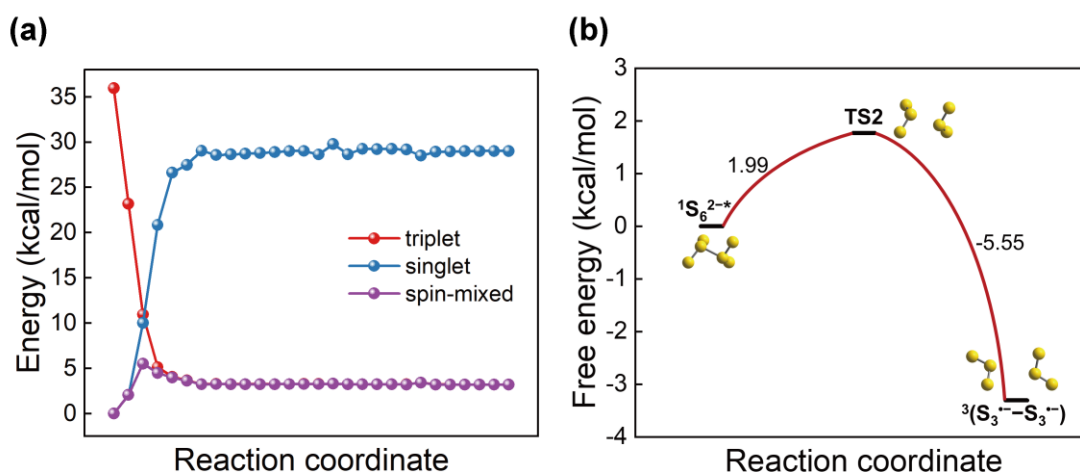 (a)
Energy (kcal/mol)
35
30
25
20
15
10
5
0
triplet
singlet
spin-mixed
Reaction coordinate
(b)
Free energy (kcal/mol)
3
2
1
0
-1
-2
-3
-4
TS2
1.99
¹S₆²⁻*
-5.55
³(S₃•⁻–S₃•⁻)
Reaction coordinate